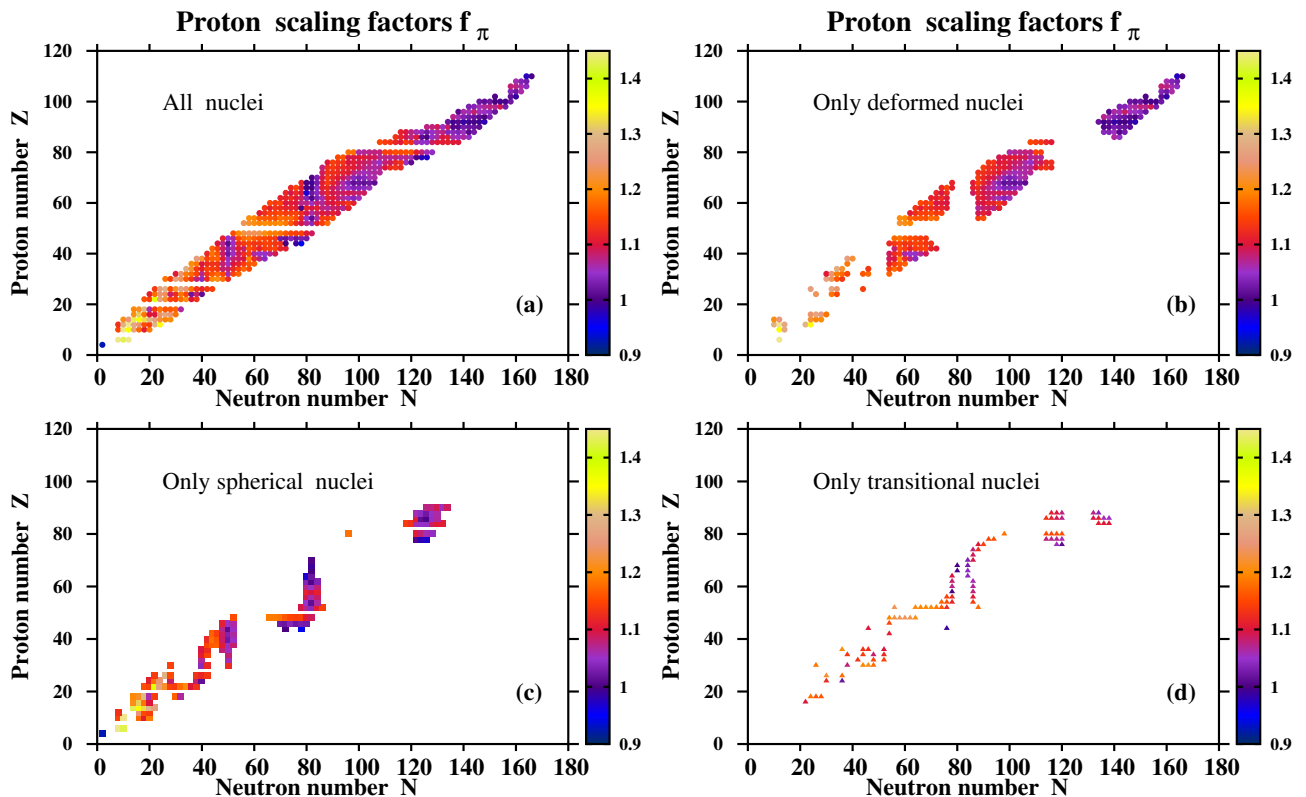 Proton scaling factors f π
Proton scaling factors f π
120
100
80
60
40
20
0
Proton number Z
All nuclei
(a)
0 20 40 60 80 100 120 140 160 180
Neutron number N
1.4
1.3
1.2
1.1
1
0.9
120
100
80
60
40
20
0
Proton number Z
Only deformed nuclei
(b)
0 20 40 60 80 100 120 140 160 180
Neutron number N
1.4
1.3
1.2
1.1
1
0.9
120
100
80
60
40
20
0
Proton number Z
Only spherical nuclei
(c)
0 20 40 60 80 100 120 140 160 180
Neutron number N
1.4
1.3
1.2
1.1
1
0.9
120
100
80
60
40
20
0
Proton number Z
Only transitional nuclei
(d)
0 20 40 60 80 100 120 140 160 180
Neutron number N
1.4
1.3
1.2
1.1
1
0.9